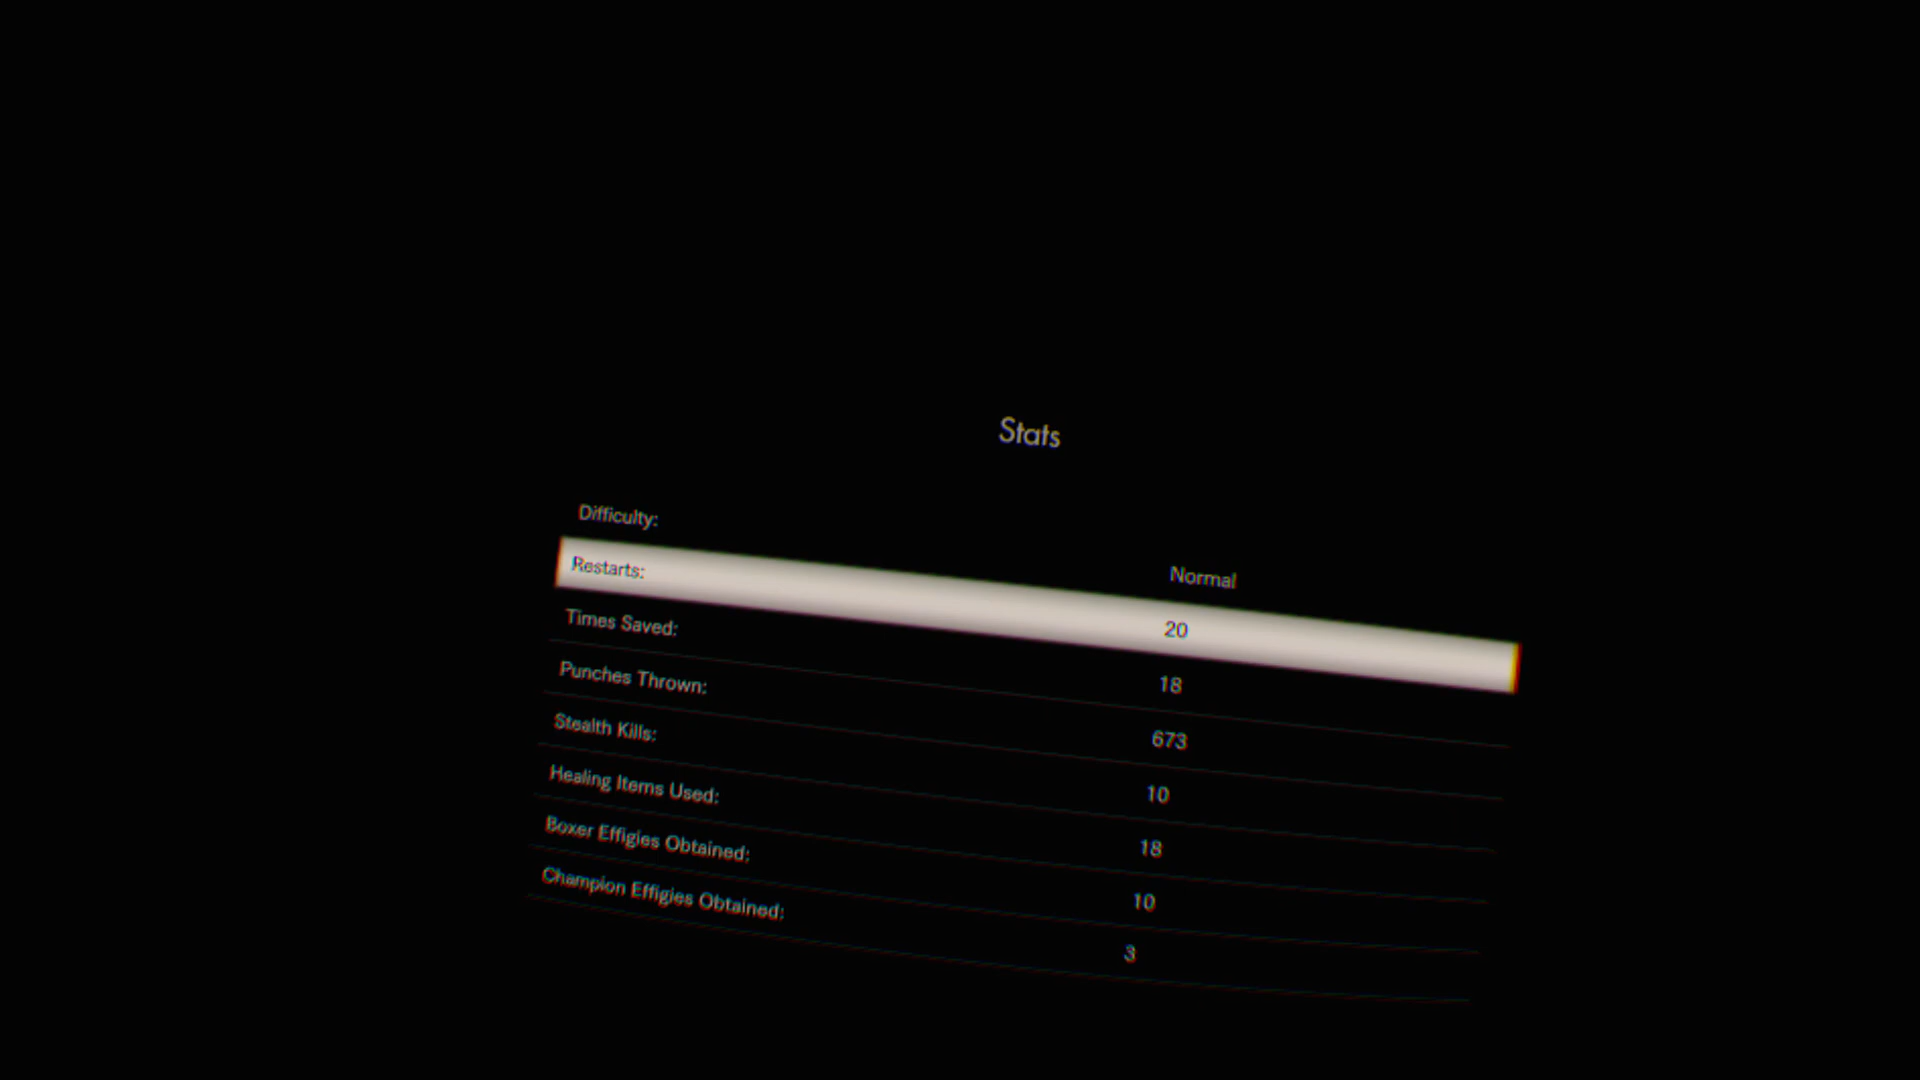 Stats
Difficulty: Normal
Restarts: 20
Times Saved: 18
Punches Thrown: 673
Stealth Kills: 10
Healing Items Used: 18
Boxer Effigies Obtained: 10
Champion Effigies Obtained: 3